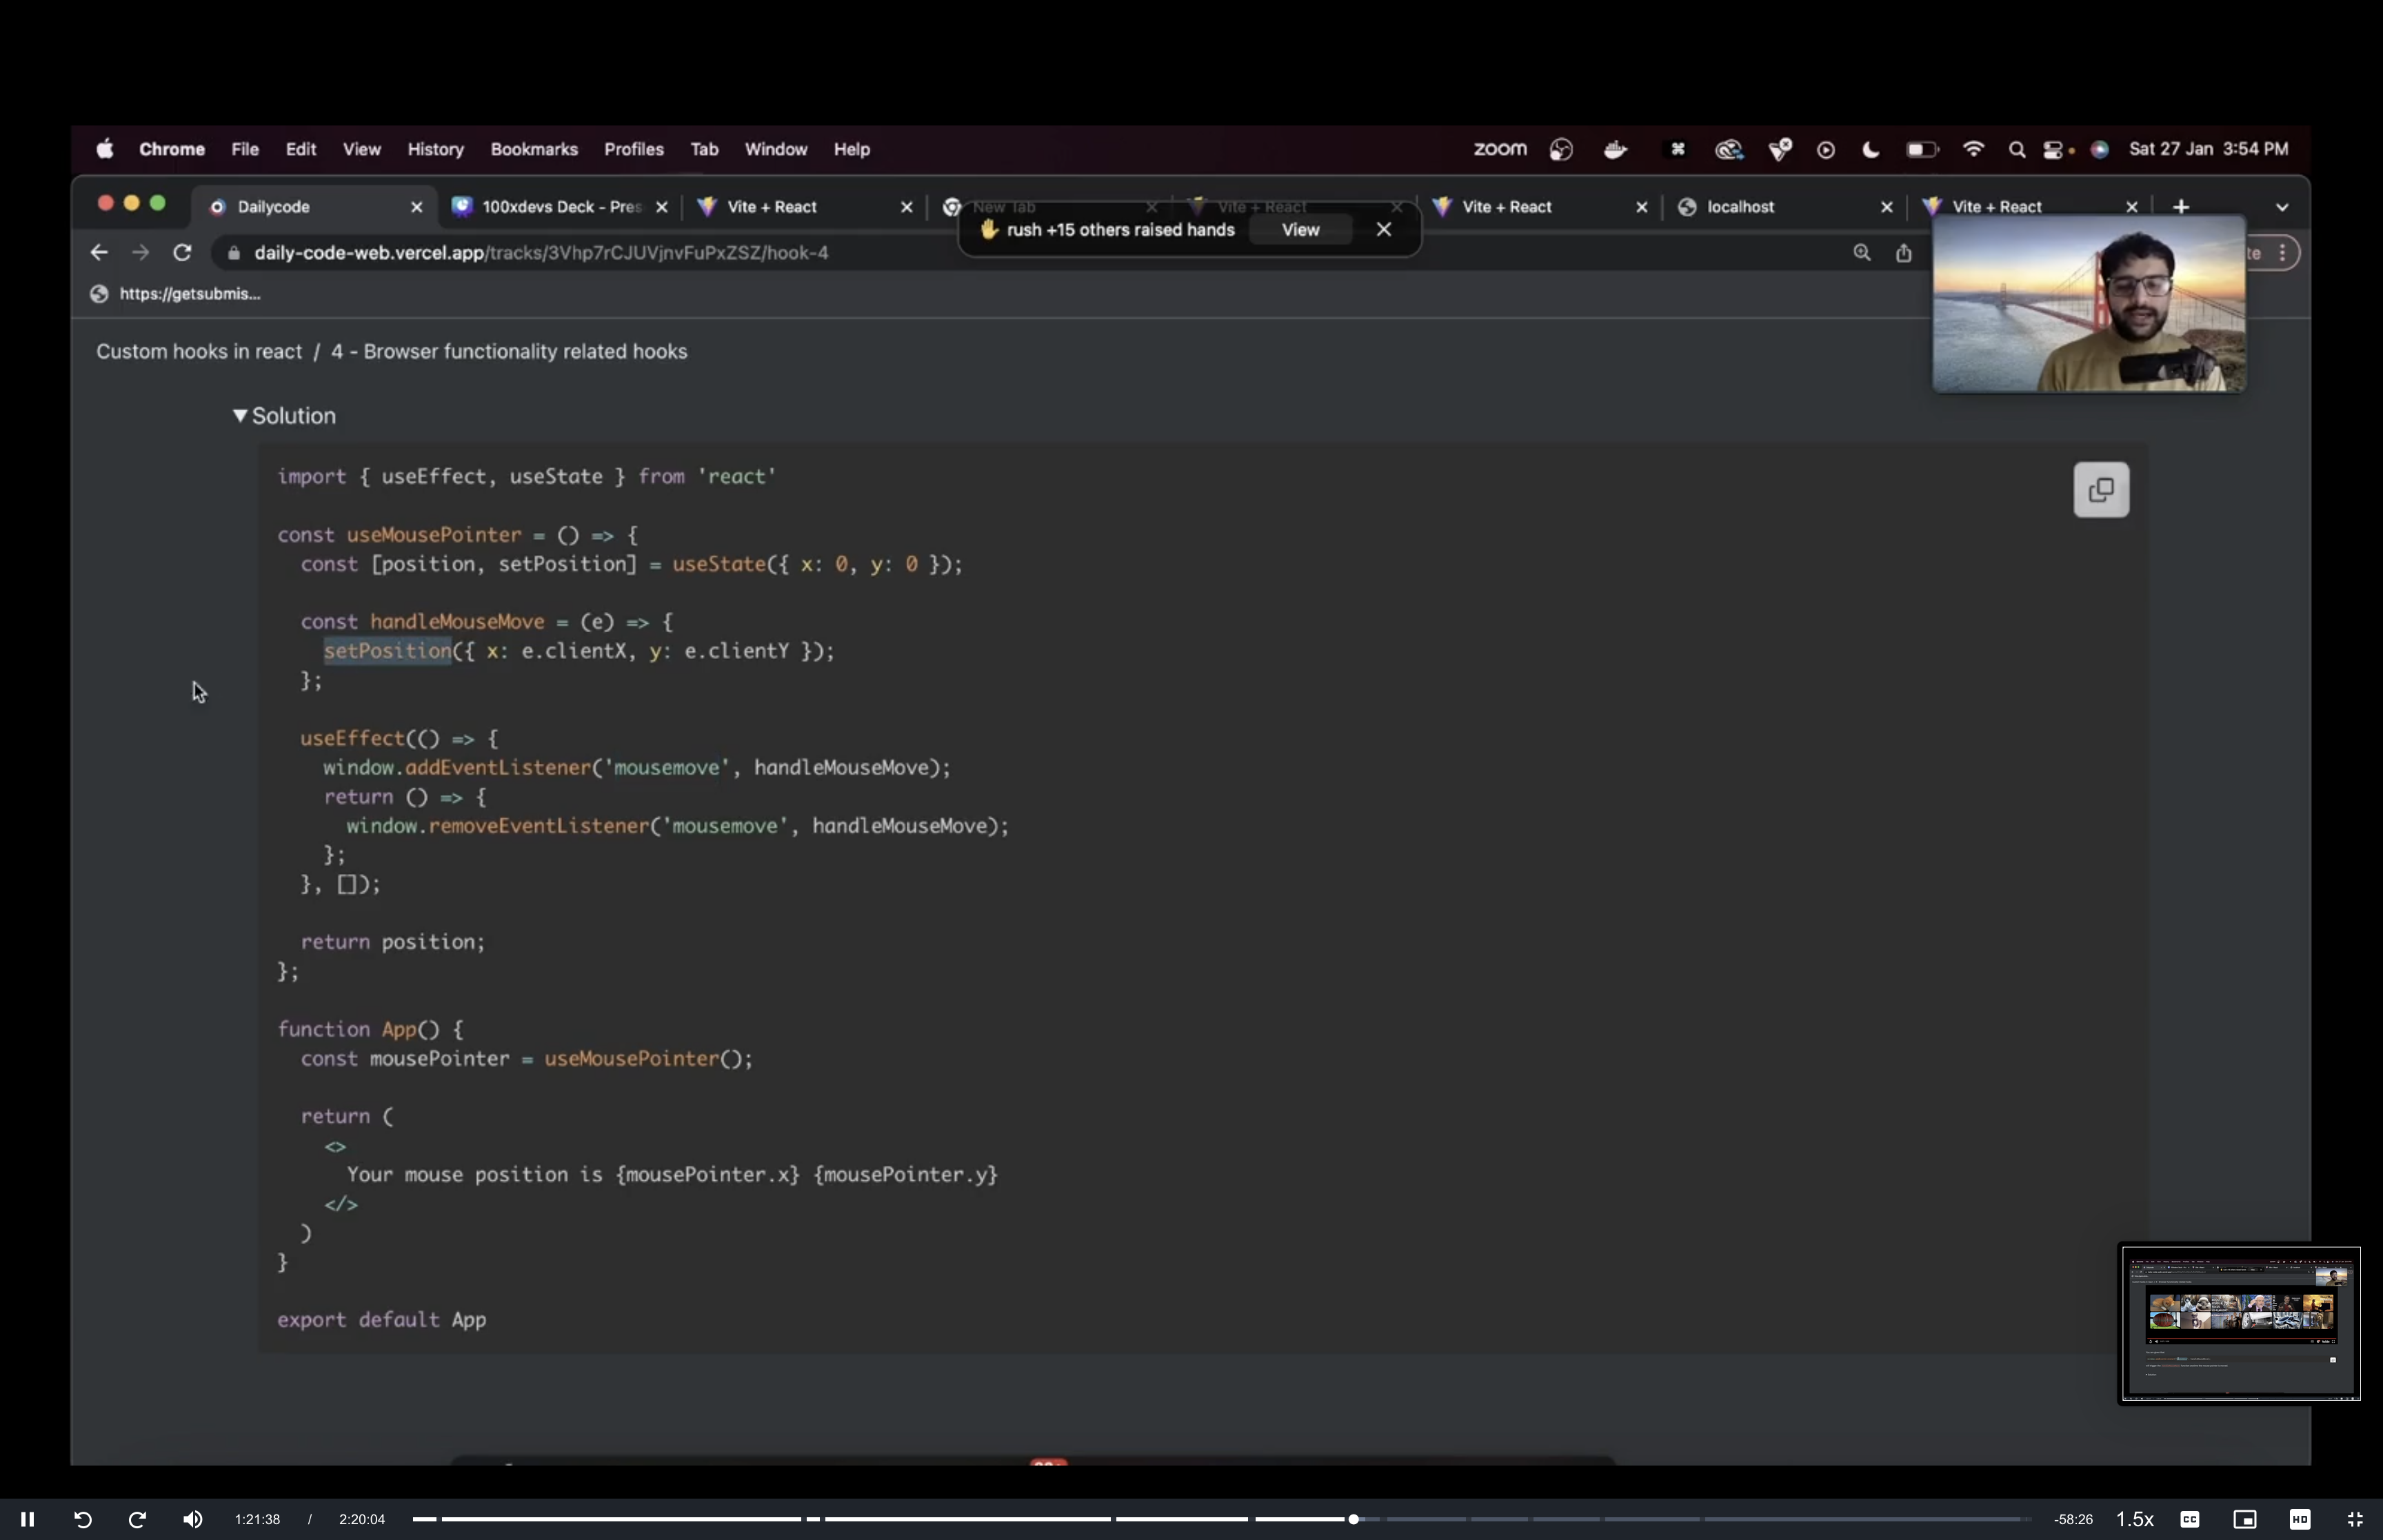 Chrome File Edit View History Bookmarks Profiles Tab Window Help zoom Sat 27 Jan 3:54 PM
Dailycode 100xdevs Deck - Pres Vite + React New Tab Vite + React Vite + React localhost Vite + React
rush +15 others raised hands View
daily-code-web.vercel.app/tracks/3Vhp7rCJUVjnvFuPxZSZ/hook-4 te
https://getsubmis...
Custom hooks in react / 4 - Browser functionality related hooks
▼ Solution
import { useEffect, useState } from 'react'
const useMousePointer = () => {
const [position, setPosition] = useState({ x: 0, y: 0 });
const handleMouseMove = (e) => {
setPosition({ x: e.clientX, y: e.clientY });
};
useEffect(() => {
window.addEventListener('mousemove', handleMouseMove);
return () => {
window.removeEventListener('mousemove', handleMouseMove);
};
}, []);
return position;
};
function App() {
const mousePointer = useMousePointer();
return (
<>
Your mouse position is {mousePointer.x} {mousePointer.y}
</>
)
}
export default App
1:21:38 / 2:20:04 -58:26 1.5x CC HD